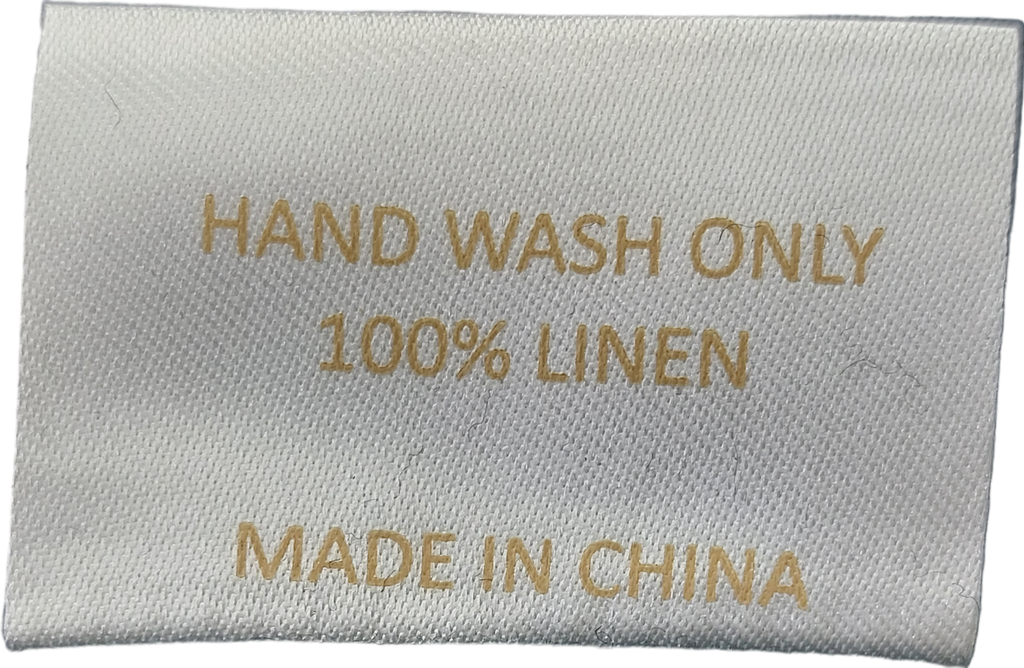 HAND WASH ONLY
100% LINEN
MADE IN CHINA